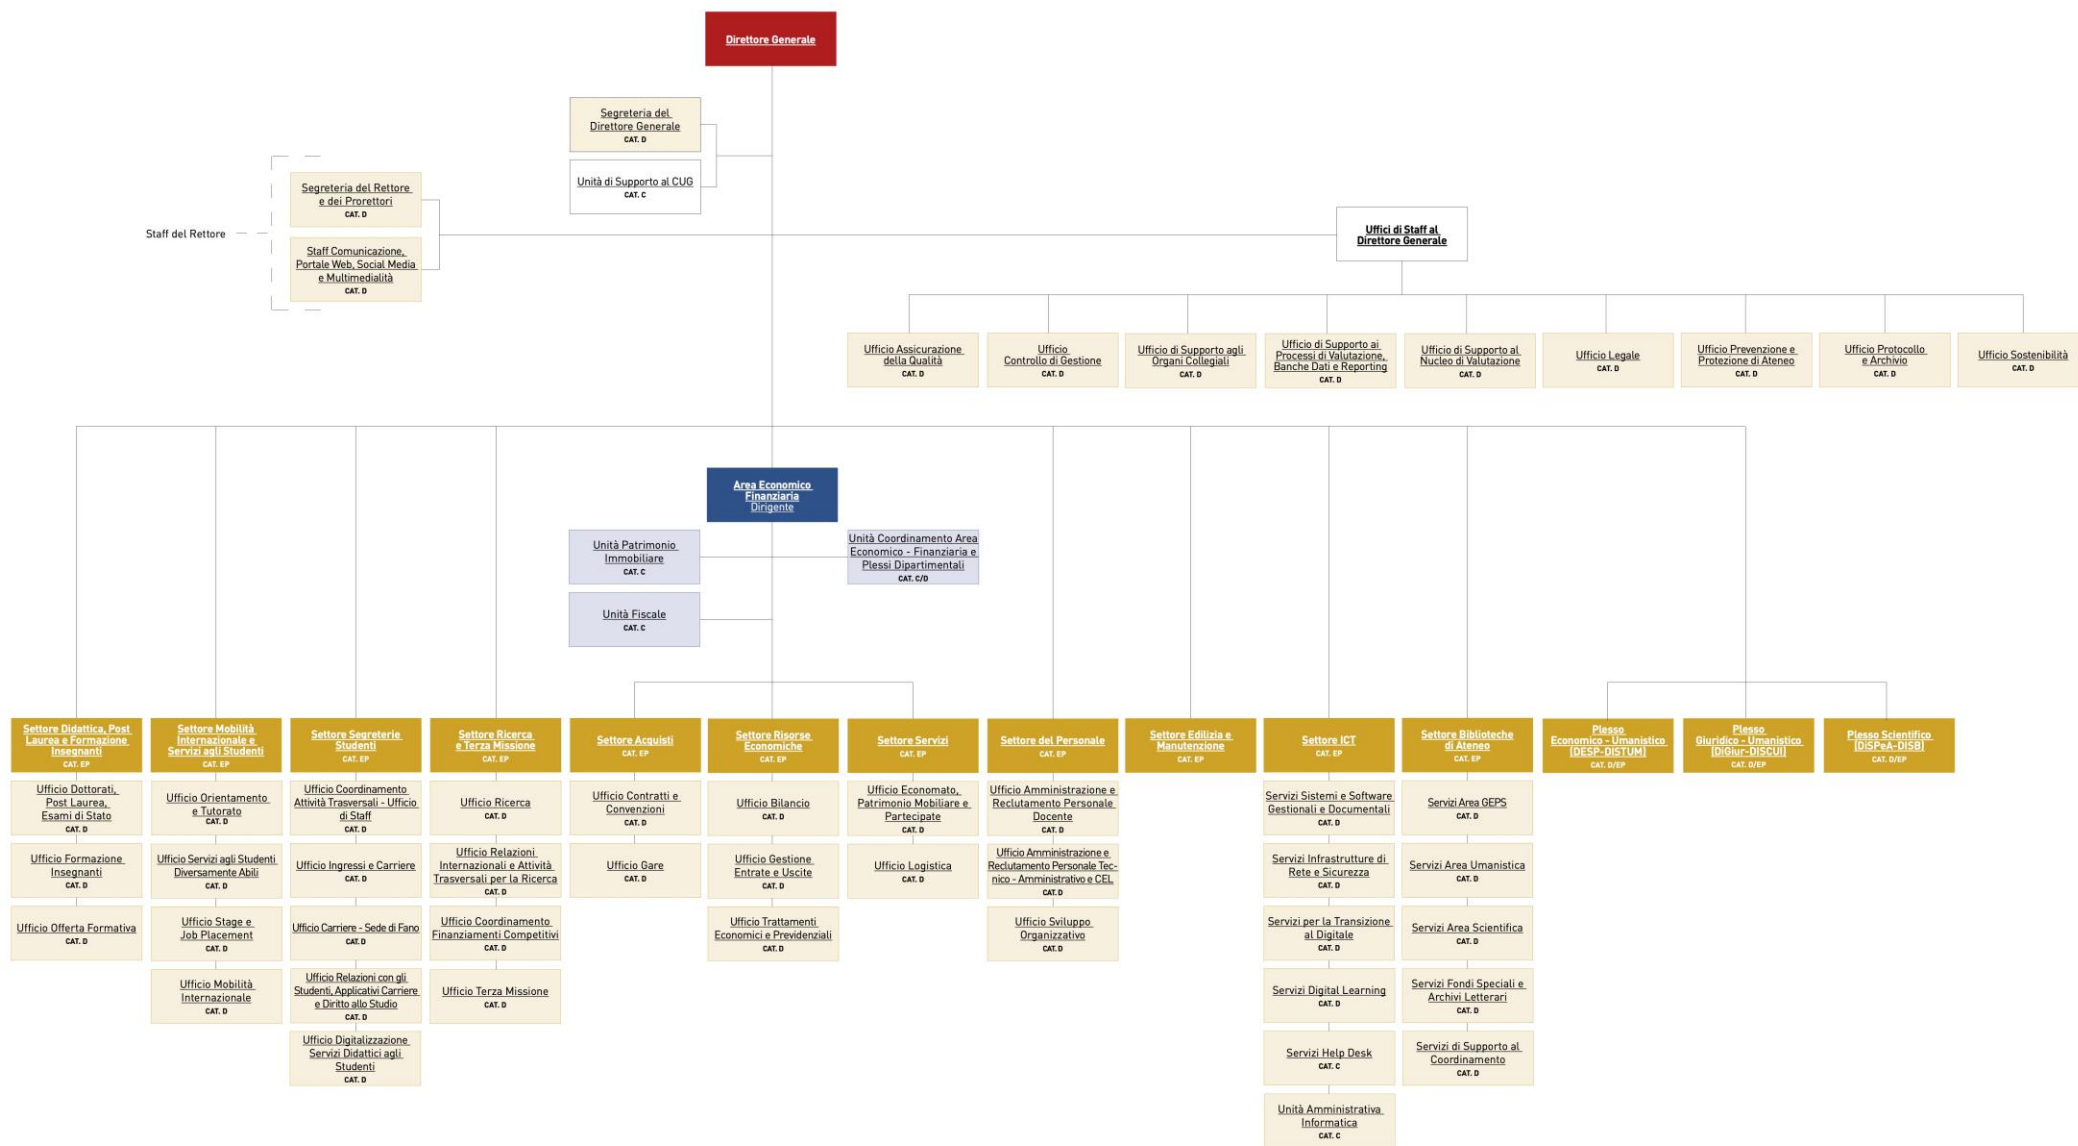 Direttore Generale
Segreteria del
Direttore Generale
CAT. D
Unità di Supporto al CUG
CAT. C
Staff del Rettore
Segreteria del Rettore
e dei Prorettori
CAT. D
Staff Comunicazione,
Portale Web, Social Media
e Multimedialità
CAT. D
Uffici di Staff al
Direttore Generale
Ufficio Assicurazione
della Qualità
CAT. D
Ufficio
Controllo di Gestione
CAT. D
Ufficio di Supporto agli
Organi Collegiali
CAT. D
Ufficio di Supporto ai
Processi di Valutazione,
Banche Dati e Reporting
CAT. D
Ufficio di Supporto al
Nucleo di Valutazione
CAT. D
Ufficio Legale
CAT. D
Ufficio Prevenzione e
Protezione di Ateneo
CAT. D
Ufficio Protocollo
e Archivio
CAT. D
Ufficio Sostenibilità
CAT. D
Area Economico
Finanziaria
Dirigente
Unità Patrimonio
Immobiliare
CAT. C
Unità Coordinamento Area
Economico - Finanziaria e
Plessi Dipartimentali
CAT. C/D
Unità Fiscale
CAT. C
Settore Didattica, Post
Laurea e Formazione
Insegnanti
CAT. EP
Ufficio Dottorati,
Post Laurea,
Esami di Stato
CAT. D
Ufficio Formazione
Insegnanti
CAT. D
Ufficio Offerta Formativa
CAT. D
Settore Mobilità
Internazionale e
Servizi agli Studenti
CAT. EP
Ufficio Orientamento
e Tutorato
CAT. D
Ufficio Servizi agli Studenti
Diversamente Abili
CAT. D
Ufficio Stage e
Job Placement
CAT. D
Ufficio Mobilità
Internazionale
CAT. D
Settore Segreterie
Studenti
CAT. EP
Ufficio Coordinamento
Attività Trasversali - Ufficio
di Staff
CAT. D
Ufficio Ingressi e Carriere
CAT. D
Ufficio Carriere - Sede di Fano
CAT. D
Ufficio Relazioni con gli
Studenti, Applicativi Carriere
e Diritto allo Studio
CAT. D
Ufficio Digitalizzazione
Servizi Didattici agli
Studenti
CAT. D
Settore Ricerca
e Terza Missione
CAT. EP
Ufficio Ricerca
CAT. D
Ufficio Relazioni
Internazionali e Attività
Trasversali per la Ricerca
CAT. D
Ufficio Coordinamento
Finanziamenti Competitivi
CAT. D
Ufficio Terza Missione
CAT. D
Settore Acquisti
CAT. EP
Ufficio Contratti e
Convenzioni
CAT. D
Ufficio Gare
CAT. D
Settore Risorse
Economiche
CAT. EP
Ufficio Bilancio
CAT. D
Ufficio Gestione
Entrate e Uscite
CAT. D
Ufficio Trattamenti
Economici e Previdenziali
CAT. D
Settore Servizi
CAT. EP
Ufficio Economato,
Patrimonio Mobiliare e
Partecipate
CAT. D
Ufficio Logistica
CAT. D
Settore del Personale
CAT. EP
Ufficio Amministrazione e
Reclutamento Personale
Docente
CAT. D
Ufficio Amministrazione e
Reclutamento Personale Tec-
nico - Amministrativo e CEL
CAT. D
Ufficio Sviluppo
Organizzativo
CAT. D
Settore Edilizia e
Manutenzione
CAT. EP
Settore ICT
CAT. EP
Servizi Sistemi e Software
Gestionali e Documentali
CAT. D
Servizi Infrastrutture di
Rete e Sicurezza
CAT. D
Servizi per la Transizione
al Digitale
CAT. D
Servizi Digital Learning
CAT. D
Servizi Help Desk
CAT. C
Unità Amministrativa
Informatica
CAT. C
Settore Biblioteche
di Ateneo
CAT. EP
Servizi Area GEPS
CAT. D
Servizi Area Umanistica
CAT. D
Servizi Area Scientifica
CAT. D
Servizi Fondi Speciali e
Archivi Letterari
CAT. D
Servizi di Supporto al
Coordinamento
CAT. D
Plesso
Economico - Umanistico
[DESP-DISTUM]
CAT. D/EP
Plesso
Giuridico - Umanistico
[DiGiur-DISCUI]
CAT. D/EP
Plesso Scientifico
[DiSPeA-DISB]
CAT. D/EP